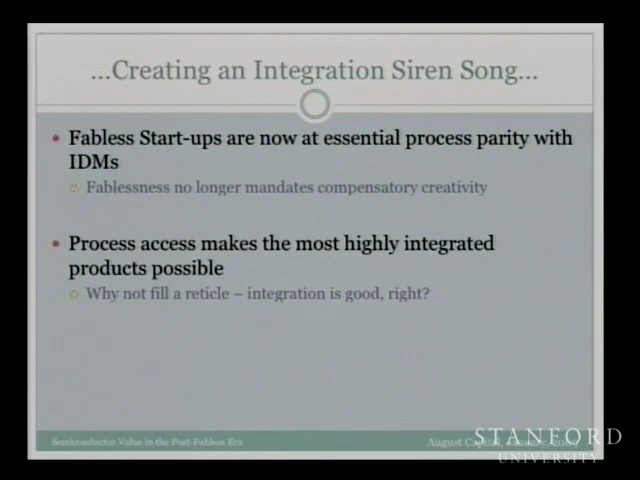 ...Creating an Integration Siren Song...
• Fabless Start-ups are now at essential process parity with
IDMs
Fablessness no longer mandates compensatory creativity
• Process access makes the most highly integrated
products possible
Why not fill a reticle – integration is good, right?
Semiconductor Value in the Post-Fabless Era
August Capital,
STANFORD
UNIVERSITY